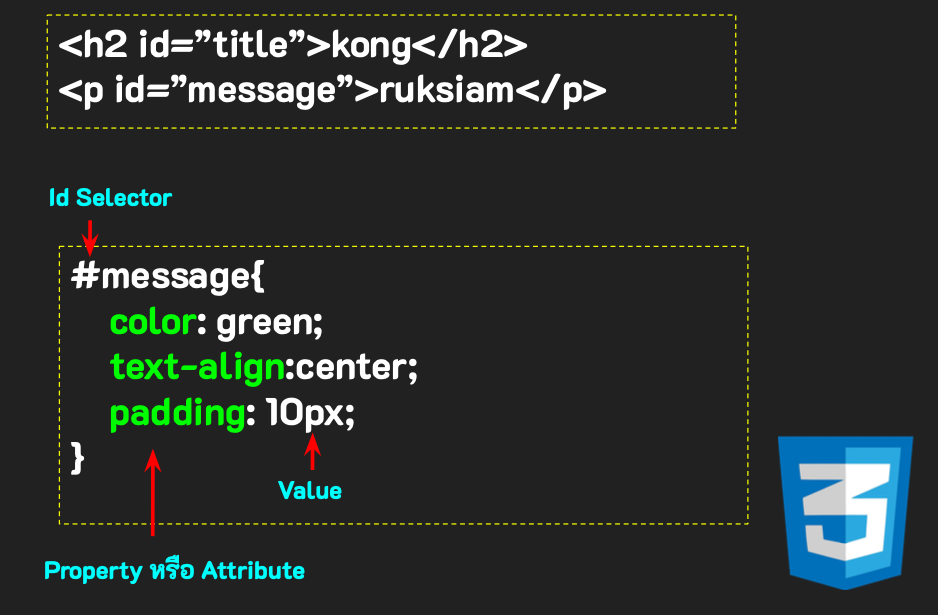 <h2 id=”title”>kong</h2>
<p id=”message”>ruksiam</p>
Id Selector
#message{
color: green;
text-align:center;
padding: 10px;
}
Value
Property หรือ Attribute
3